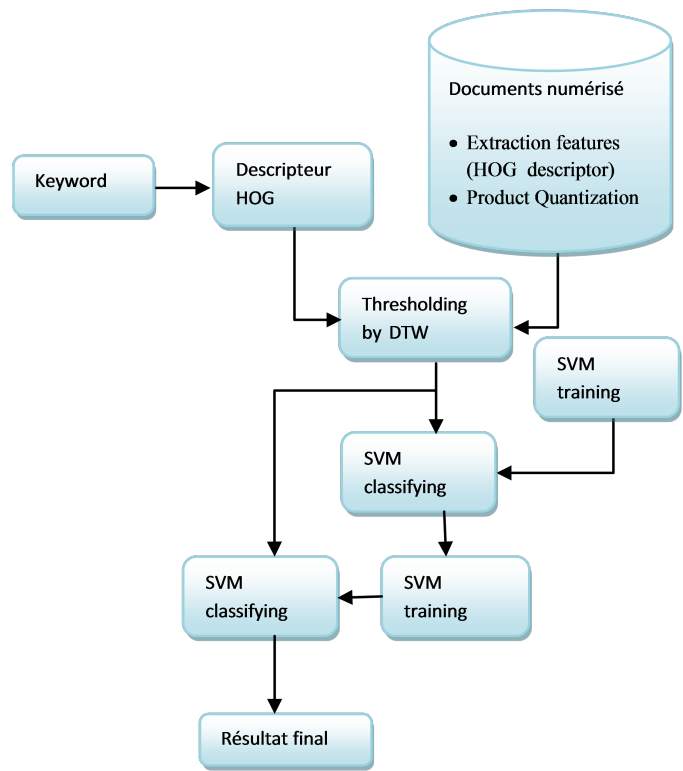 Documents numérisé
• Extraction features
(HOG descriptor)
• Product Quantization
Keyword
Descripteur
HOG
Thresholding
by DTW
SVM
training
SVM
classifying
SVM
classifying
SVM
training
Résultat final